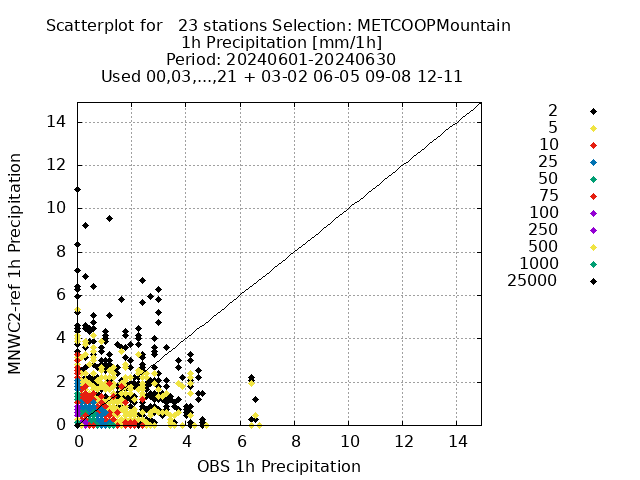 Scatterplot for   23 stations Selection: METCOOPMountain
1h Precipitation [mm/1h]
Period: 20240601-20240630
Used 00,03,...,21 + 03-02 06-05 09-08 12-11
MNWC2-ref 1h Precipitation
14
12
10
8
6
4
2
0
0 2 4 6 8 10 12 14
OBS 1h Precipitation
2
5
10
25
50
75
100
250
500
1000
25000